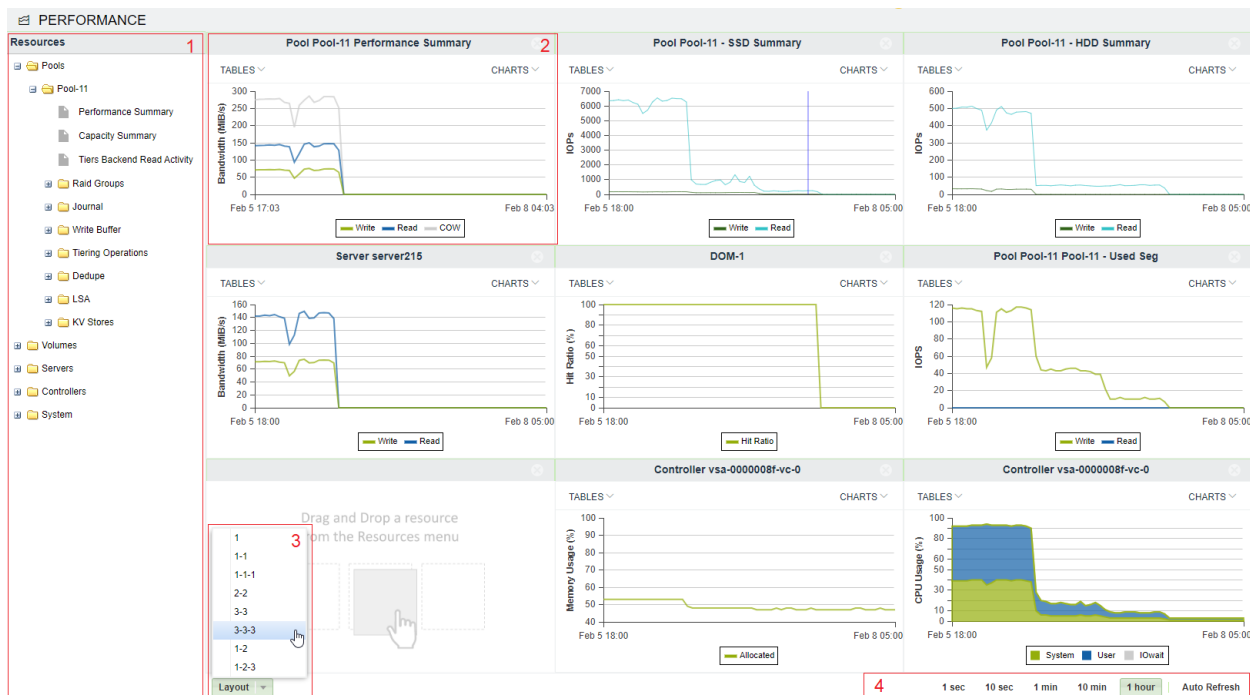 PERFORMANCE
Resources
1
Pools
Pool-11
Performance Summary
Capacity Summary
Tiers Backend Read Activity
Raid Groups
Journal
Write Buffer
Tiering Operations
Dedupe
LSA
KV Stores
Volumes
Servers
Controllers
System
Pool Pool-11 Performance Summary
2
TABLES
CHARTS
Bandwidth (MiB/s)
300
250
200
150
100
50
0
Feb 5 17:03
Feb 8 04:03
Write Read COW
Pool Pool-11 - SSD Summary
TABLES
CHARTS
IOPs
7000
6000
5000
4000
3000
2000
1000
0
Feb 5 18:00
Feb 8 05:00
Write Read
Pool Pool-11 - HDD Summary
TABLES
CHARTS
IOPs
600
500
400
300
200
100
0
Feb 5 18:00
Feb 8 05:00
Write Read
Server server215
TABLES
CHARTS
Bandwidth (MiB/s)
160
140
120
100
80
60
40
20
0
Feb 5 18:00
Feb 8 05:00
Write Read
DOM-1
TABLES
CHARTS
Hit Ratio (%)
100
80
60
50
30
10
0
Feb 5 18:00
Feb 8 05:00
Hit Ratio
Pool Pool-11 Pool-11 - Used Seg
TABLES
CHARTS
IOPS
120
100
80
60
40
20
0
Feb 5 18:00
Feb 8 05:00
Write Read
Drag and Drop a resource
from the Resources menu
3
1
1-1
1-1-1
2-2
3-3
3-3-3
1-2
1-2-3
Layout
Controller vsa-0000008f-vc-0
TABLES
CHARTS
Memory Usage (%)
100
90
80
70
60
50
40
Feb 5 18:00
Feb 8 05:00
Allocated
Controller vsa-0000008f-vc-0
TABLES
CHARTS
CPU Usage (%)
100
80
60
50
30
10
0
Feb 5 18:00
Feb 8 05:00
System User IOwait
4
1 sec 10 sec 1 min 10 min 1 hour Auto Refresh